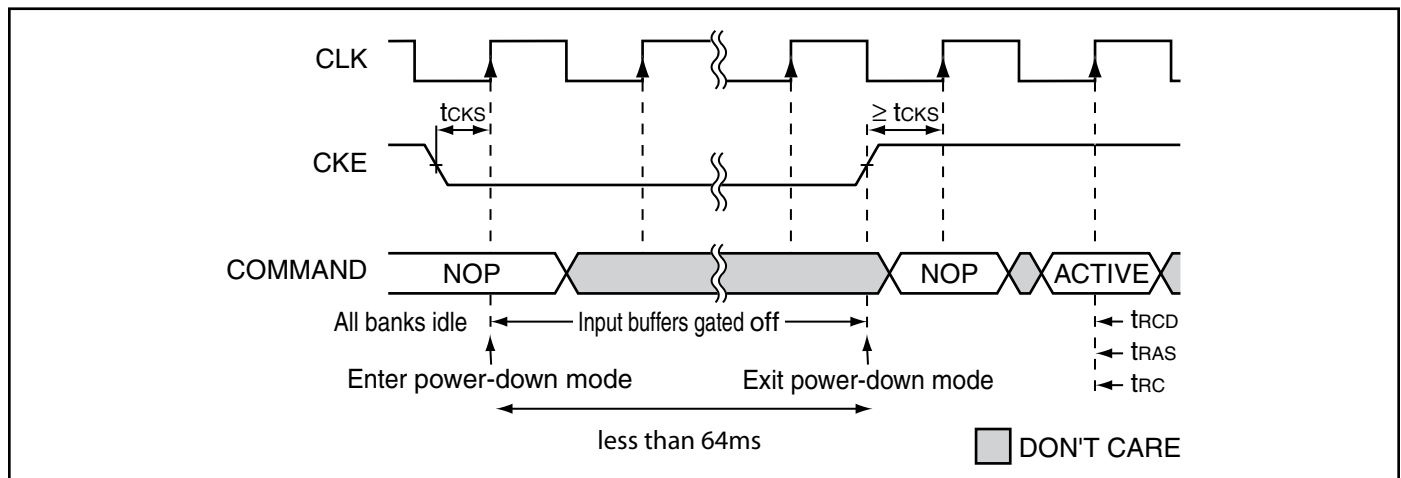 CLK
tCKS
≥ tCKS
CKE
COMMAND
NOP
NOP
ACTIVE
All banks idle
Input buffers gated off
tRCD
tRAS
Enter power-down mode
Exit power-down mode
tRC
less than 64ms
DON'T CARE